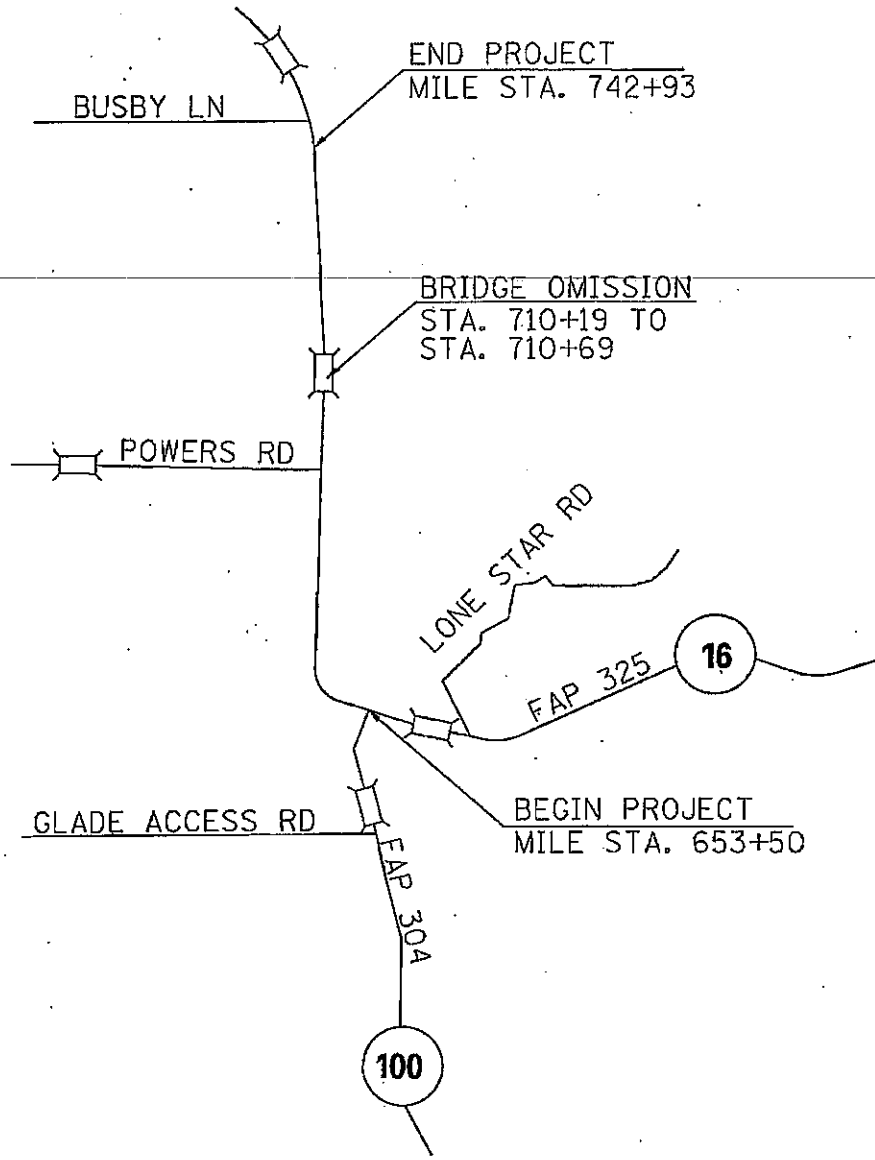 END PROJECT
MILE STA. 742+93
BUSBY LN
BRIDGE OMISSION
STA. 710+19 TO
STA. 710+69
POWERS RD
LONE STAR RD
FAP 325
16
BEGIN PROJECT
MILE STA. 653+50
GLADE ACCESS RD
FAP 304
100